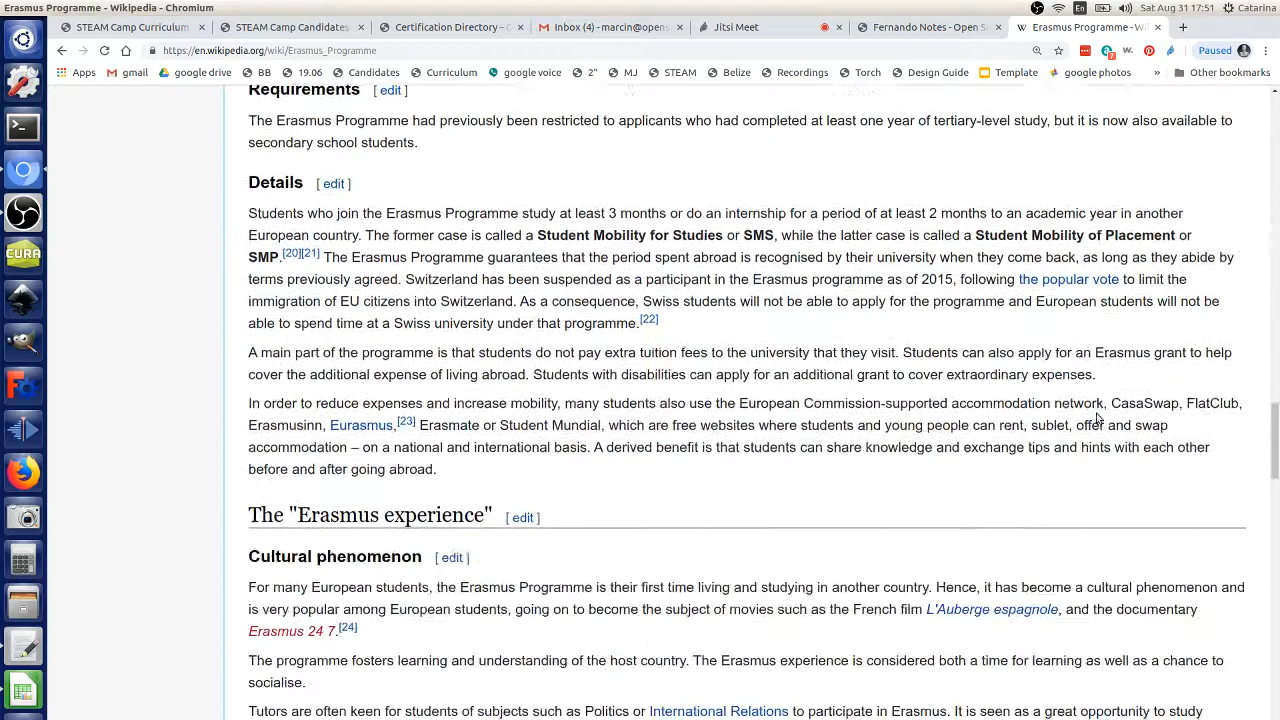 Erasmus Programme - Wikipedia - Chromium
En
Sat Aug 31 17:51
Catarina
STEAM Camp Curriculum
STEAM Camp Candidates
Certification Directory – O
Inbox (4) - marcin@opens
Jitsi Meet
Fernando Notes - Open S
Erasmus Programme - Wi
https://en.wikipedia.org/wiki/Erasmus_Programme
Paused
Apps
gmail
google drive
BB
19.06
Candidates
Curriculum
google voice
2"
MJ
STEAM
Belize
Recordings
Torch
Design Guide
Template
google photos
»
Other bookmarks
Requirements [ edit ]
The Erasmus Programme had previously been restricted to applicants who had completed at least one year of tertiary-level study, but it is now also available to
secondary school students.
Details [ edit ]
Students who join the Erasmus Programme study at least 3 months or do an internship for a period of at least 2 months to an academic year in another
European country. The former case is called a Student Mobility for Studies or SMS, while the latter case is called a Student Mobility of Placement or
SMP.[20][21] The Erasmus Programme guarantees that the period spent abroad is recognised by their university when they come back, as long as they abide by
terms previously agreed. Switzerland has been suspended as a participant in the Erasmus programme as of 2015, following the popular vote to limit the
immigration of EU citizens into Switzerland. As a consequence, Swiss students will not be able to apply for the programme and European students will not be
able to spend time at a Swiss university under that programme.[22]
A main part of the programme is that students do not pay extra tuition fees to the university that they visit. Students can also apply for an Erasmus grant to help
cover the additional expense of living abroad. Students with disabilities can apply for an additional grant to cover extraordinary expenses.
In order to reduce expenses and increase mobility, many students also use the European Commission-supported accommodation network, CasaSwap, FlatClub,
Erasmusinn, Eurasmus,[23] Erasmate or Student Mundial, which are free websites where students and young people can rent, sublet, offer and swap
accommodation – on a national and international basis. A derived benefit is that students can share knowledge and exchange tips and hints with each other
before and after going abroad.
The "Erasmus experience" [ edit ]
Cultural phenomenon [ edit ]
For many European students, the Erasmus Programme is their first time living and studying in another country. Hence, it has become a cultural phenomenon and
is very popular among European students, going on to become the subject of movies such as the French film L'Auberge espagnole, and the documentary
Erasmus 24 7.[24]
The programme fosters learning and understanding of the host country. The Erasmus experience is considered both a time for learning as well as a chance to
socialise.
Tutors are often keen for students of subjects such as Politics or International Relations to participate in Erasmus. It is seen as a great opportunity to study
CURA